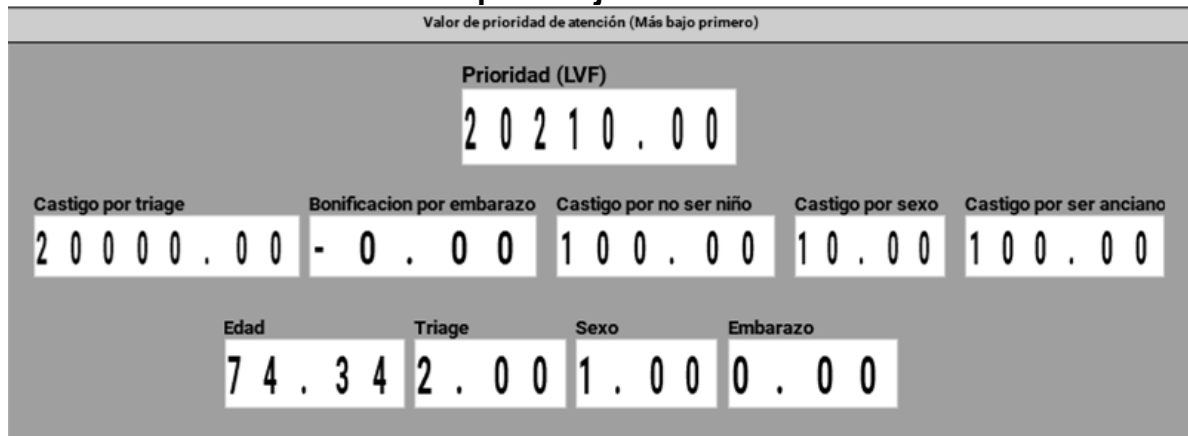 Valor de prioridad de atención (Más bajo primero)
Prioridad (LVF)
20210.00
Castigo por triage Bonificacion por embarazo Castigo por no ser niño Castigo por sexo Castigo por ser anciano
20000.00 -0.00 100.00 10.00 100.00
Edad Triage Sexo Embarazo
74.34 2.00 1.00 0.00